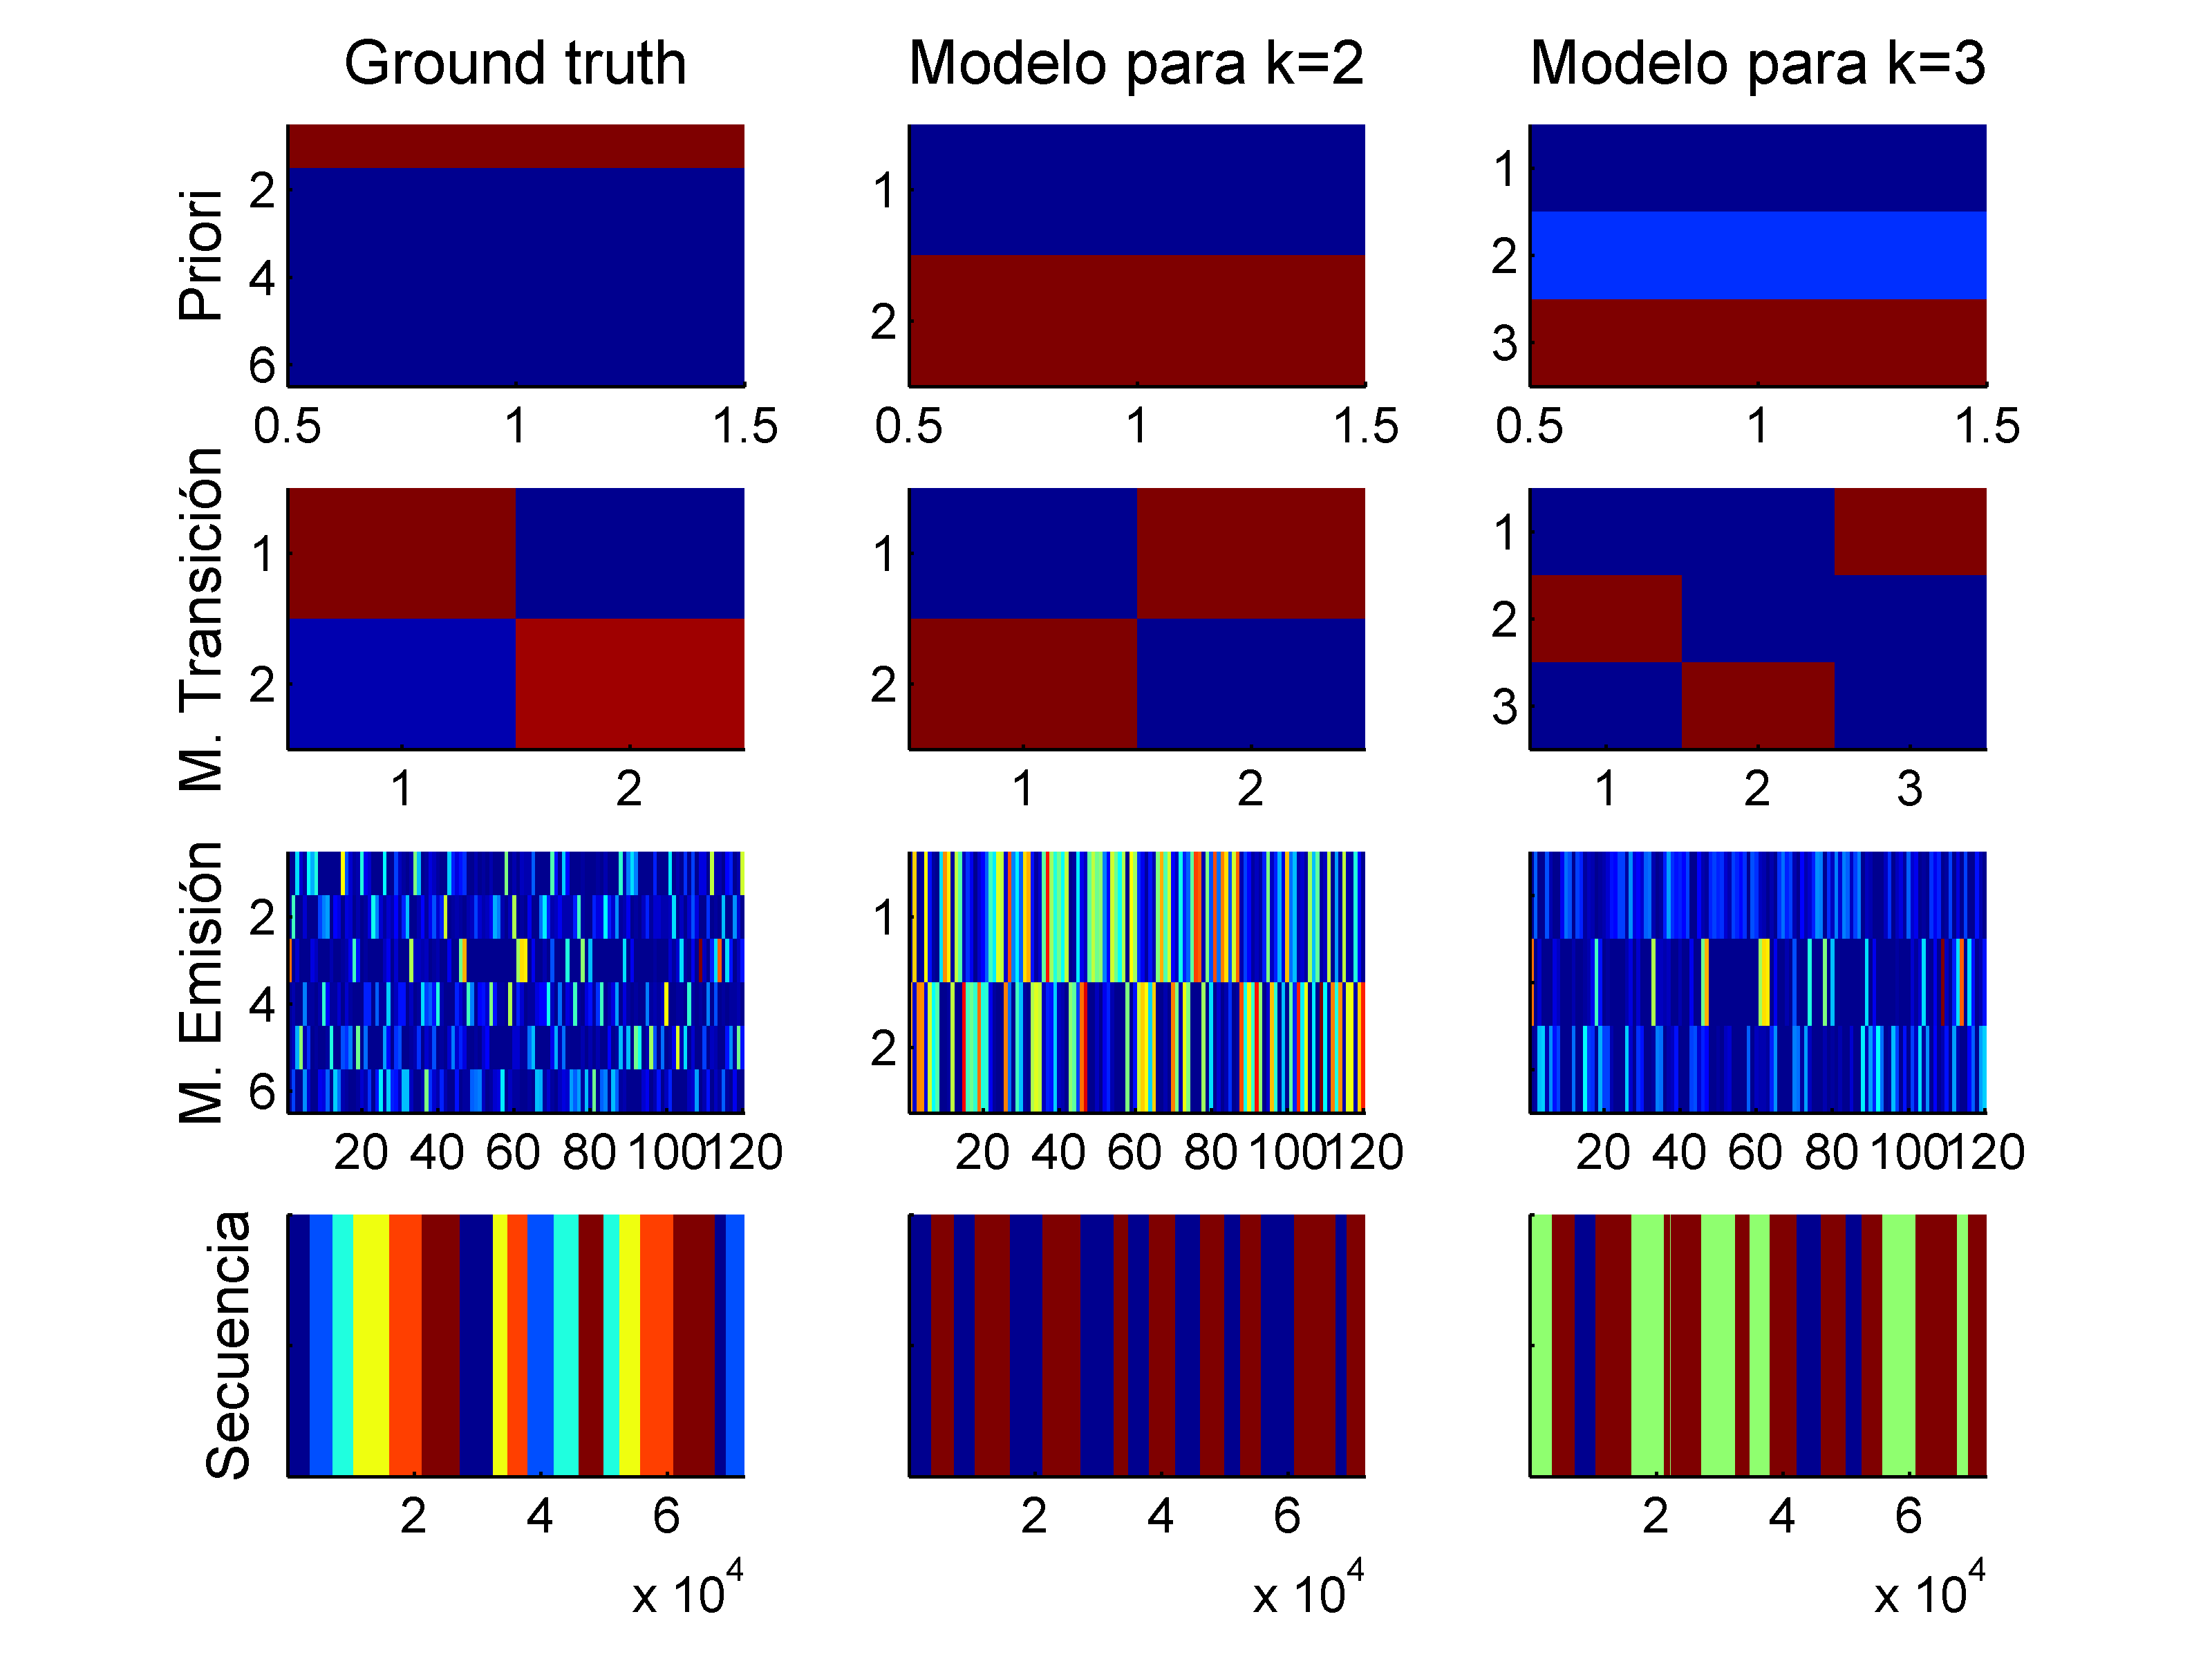 Ground truth
Modelo para k=2
Modelo para k=3
Priori
2
4
6
0.5 1 1.5
1
2
0.5 1 1.5
1
2
3
0.5 1 1.5
M. Transición
1
2
1 2
1
2
1 2
1
2
3
1 2 3
M. Emisión
2
4
6
20 40 60 80 100 120
1
2
20 40 60 80 100 120
20 40 60 80 100 120
Secuencia
2 4 6
x 10^4
2 4 6
x 10^4
2 4 6
x 10^4